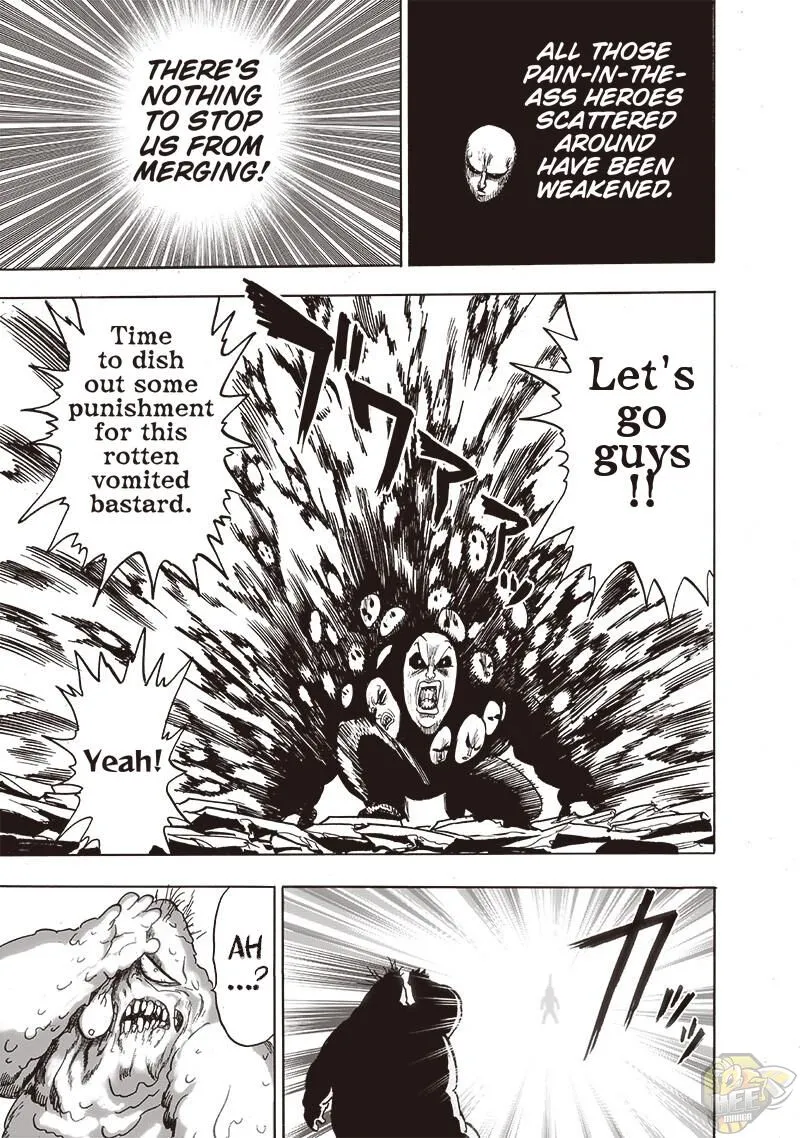 ALL THOSE
PAIN-IN-THE-
ASS HEROES
SCATTERED
AROUND
HAVE BEEN
WEAKENED.
THERE'S
NOTHING
TO STOP
US FROM
MERGING!
Let's
go
guys
!!
ブワァァッ
Time
to dish
out some
punishment
for this
rotten
vomited
bastard.
Yeah!
カッ
AH
....?
MANGA